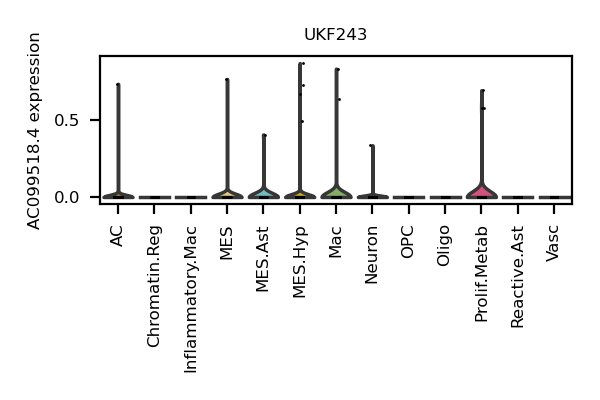 UKF243
AC099518.4 expression
0.5
0.0
AC
Chromatin.Reg
Inflammatory.Mac
MES
MES.Ast
MES.Hyp
Mac
Neuron
OPC
Oligo
Prolif.Metab
Reactive.Ast
Vasc